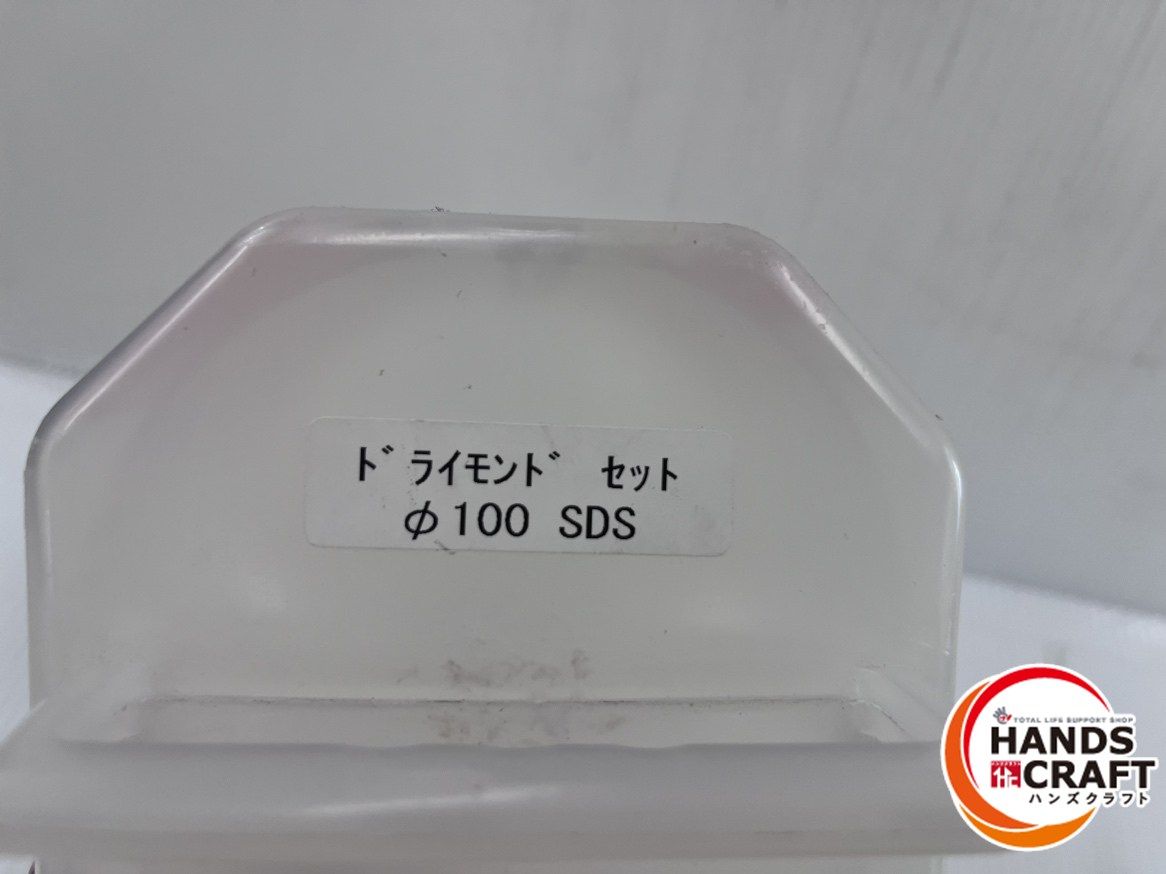 ﾄﾞﾗｲﾓﾝﾄﾞ ｾｯﾄ
φ100 SDS
TOTAL LIFE SUPPORT SHOP
HANDS
CRAFT
ハンズクラフト